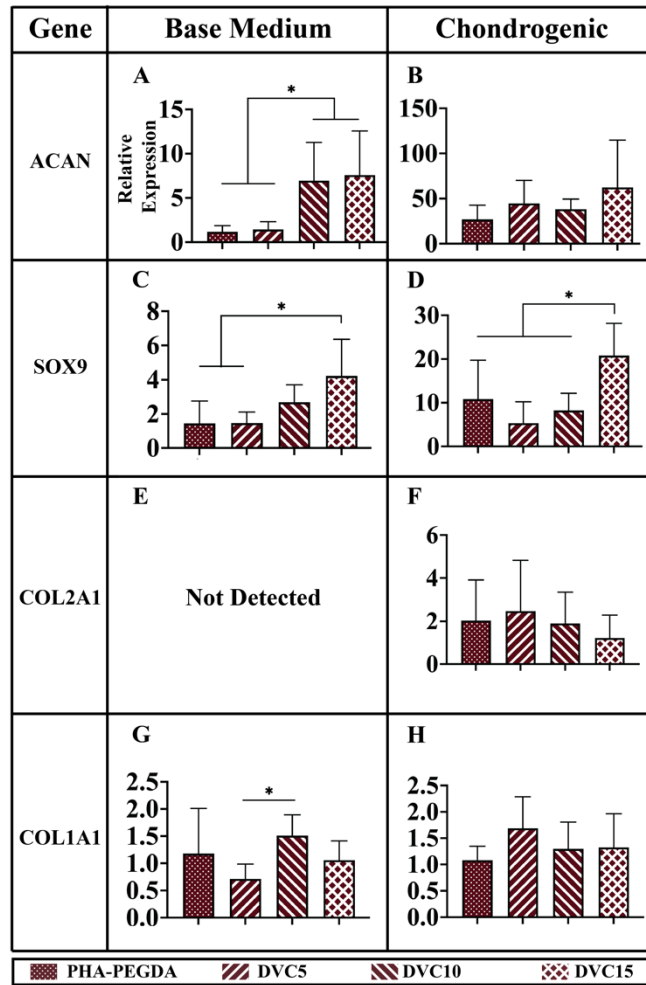 Gene Base Medium Chondrogenic
ACAN
A
Relative
Expression
15
10
5
0
*
B
150
100
50
0
SOX9
C
8
6
4
2
0
*
D
30
20
10
0
*
COL2A1
E
Not Detected
F
6
4
2
0
COL1A1
G
2.5
2.0
1.5
1.0
0.5
0.0
*
H
2.5
2.0
1.5
1.0
0.5
0.0
PHA-PEGDA DVC5 DVC10 DVC15